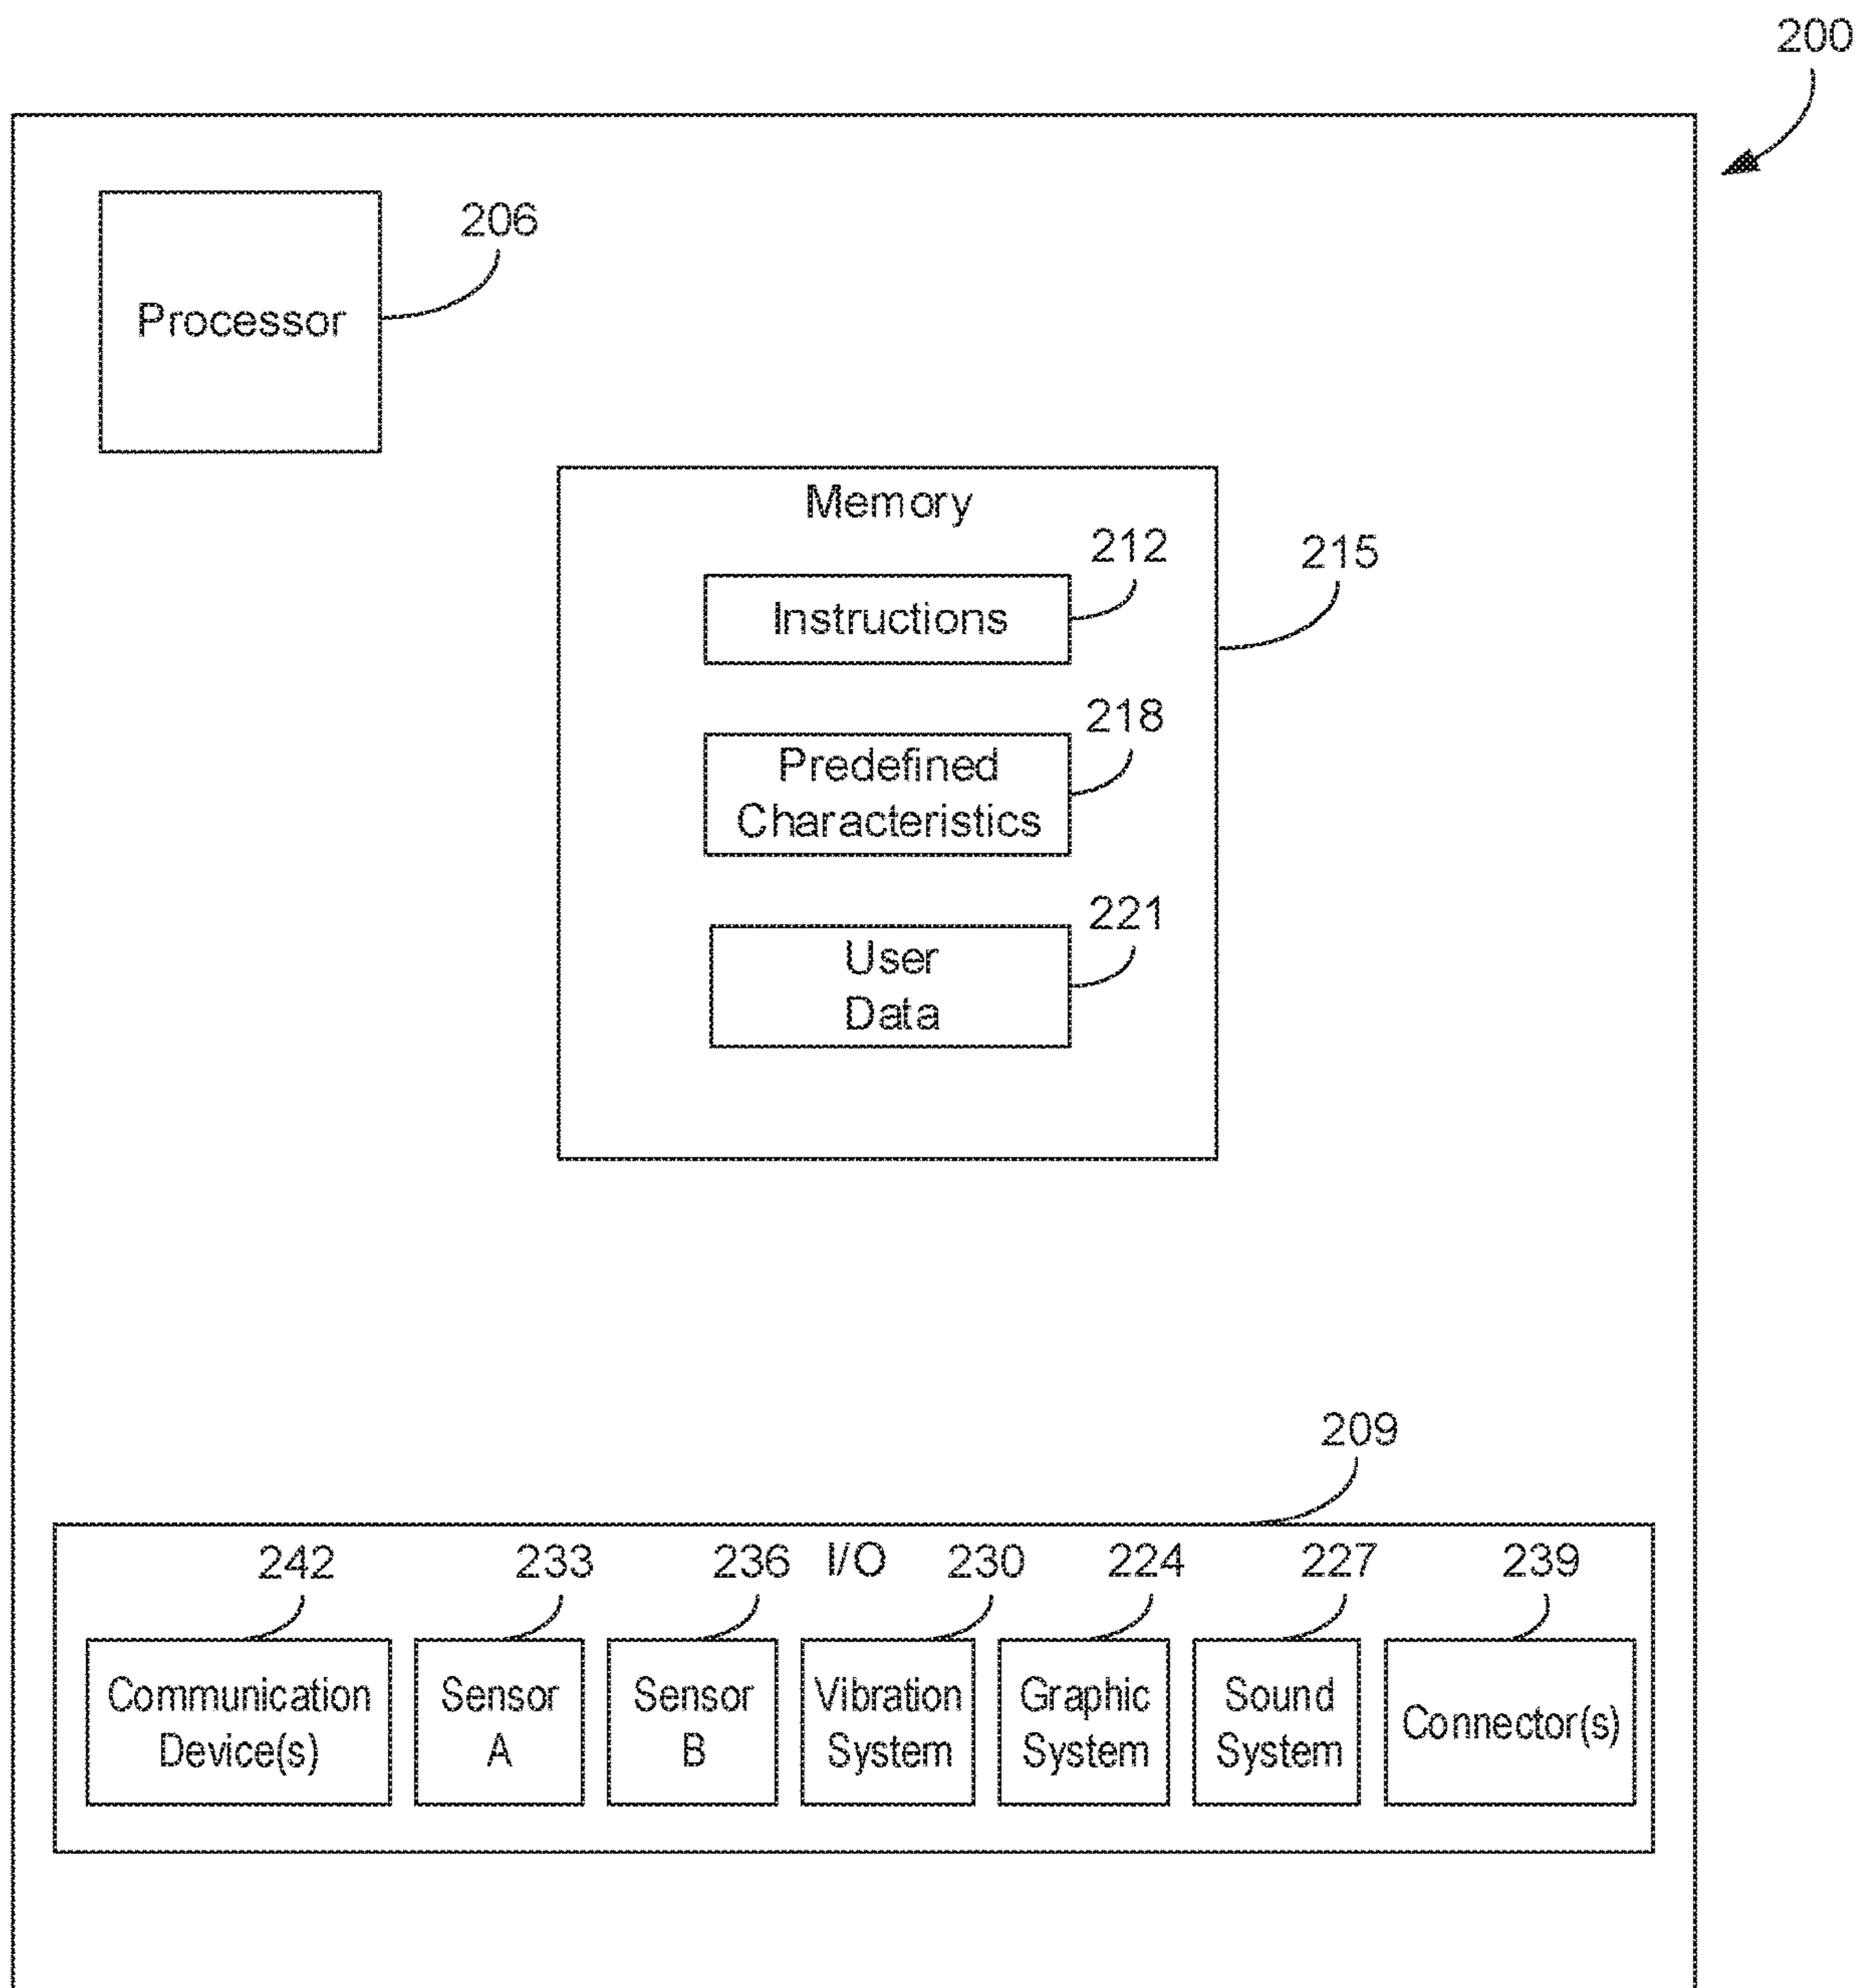 200
206
Processor
Memory
212
215
Instructions
218
Predefined
Characteristics
221
User
Data
209
242 233 236 I/O 230 224 227 239
Communication
Device(s)
Sensor
A
Sensor
B
Vibration
System
Graphic
System
Sound
System
Connector(s)